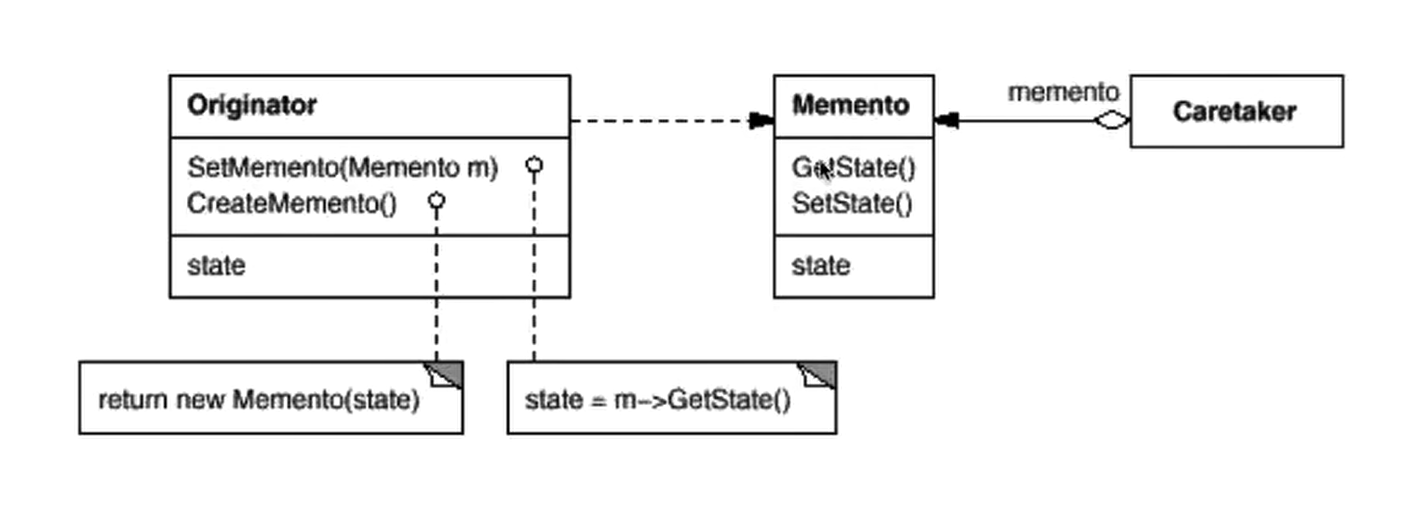 Originator
SetMemento(Memento m)
CreateMemento()
state
Memento
GetState()
SetState()
state
memento
Caretaker
return new Memento(state)
state = m->GetState()